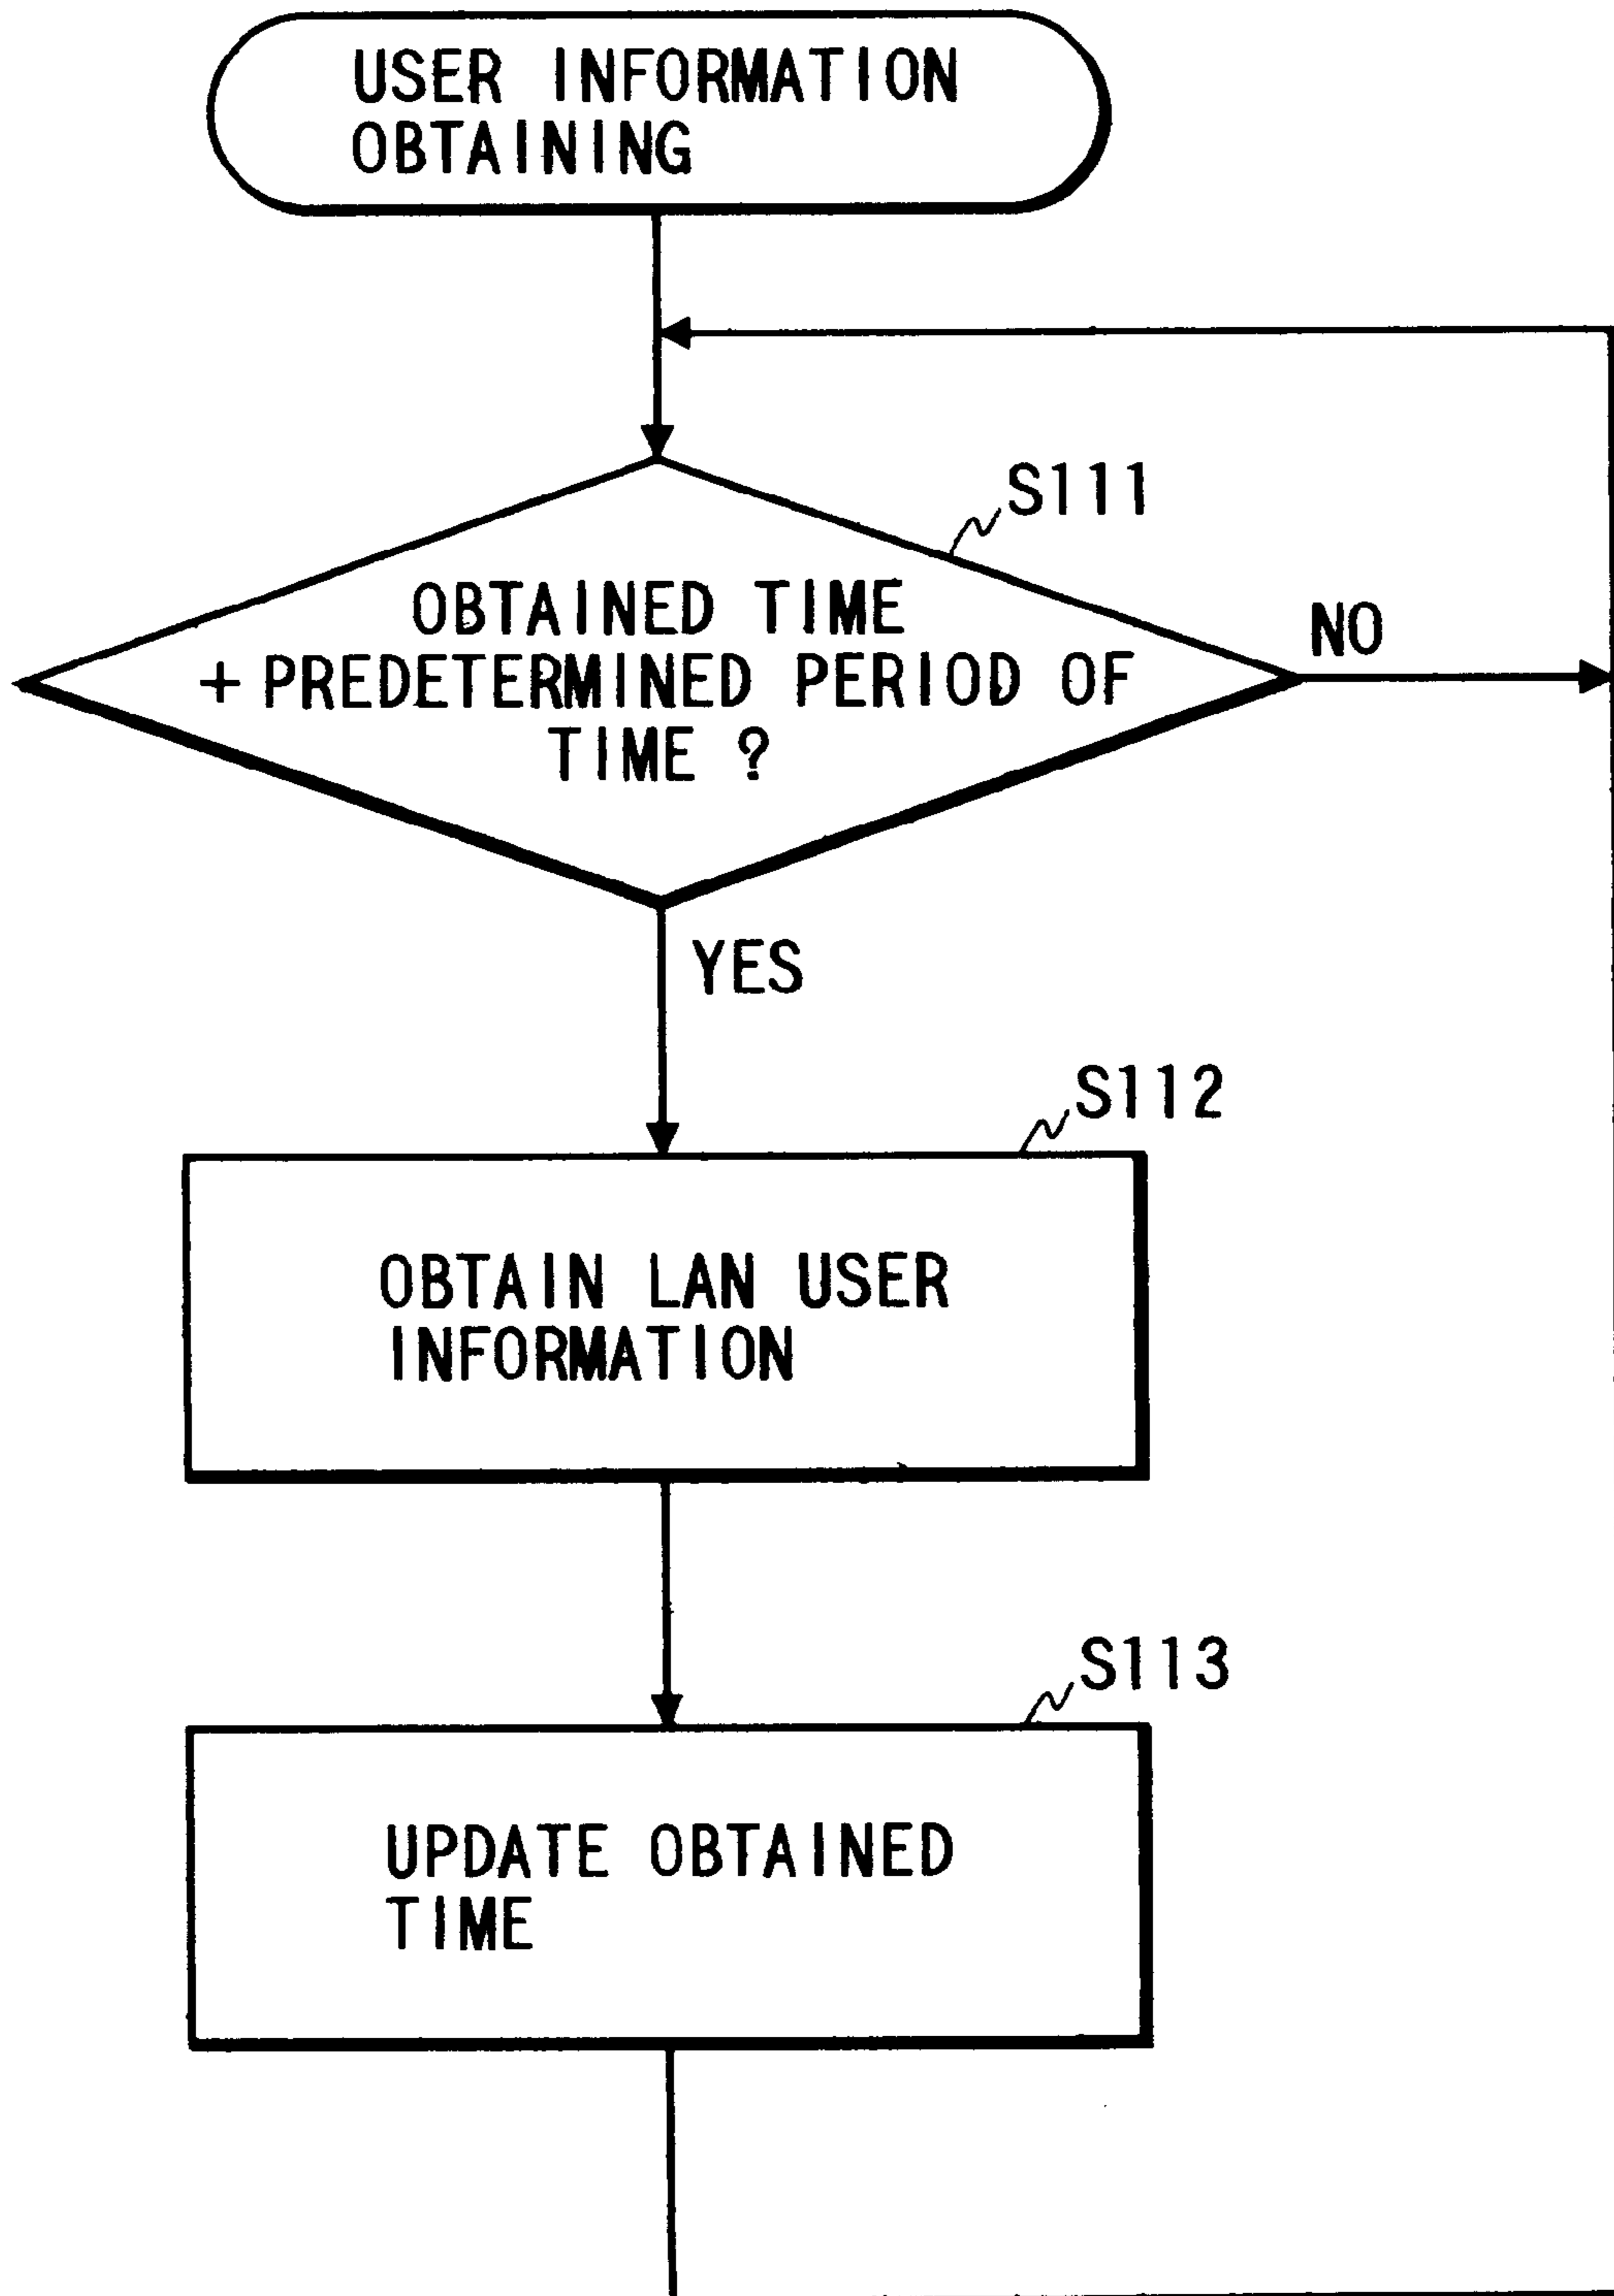 USER INFORMATION
OBTAINING
S111
OBTAINED TIME
+ PREDETERMINED PERIOD OF
TIME ?
NO
YES
S112
OBTAIN LAN USER
INFORMATION
S113
UPDATE OBTAINED
TIME